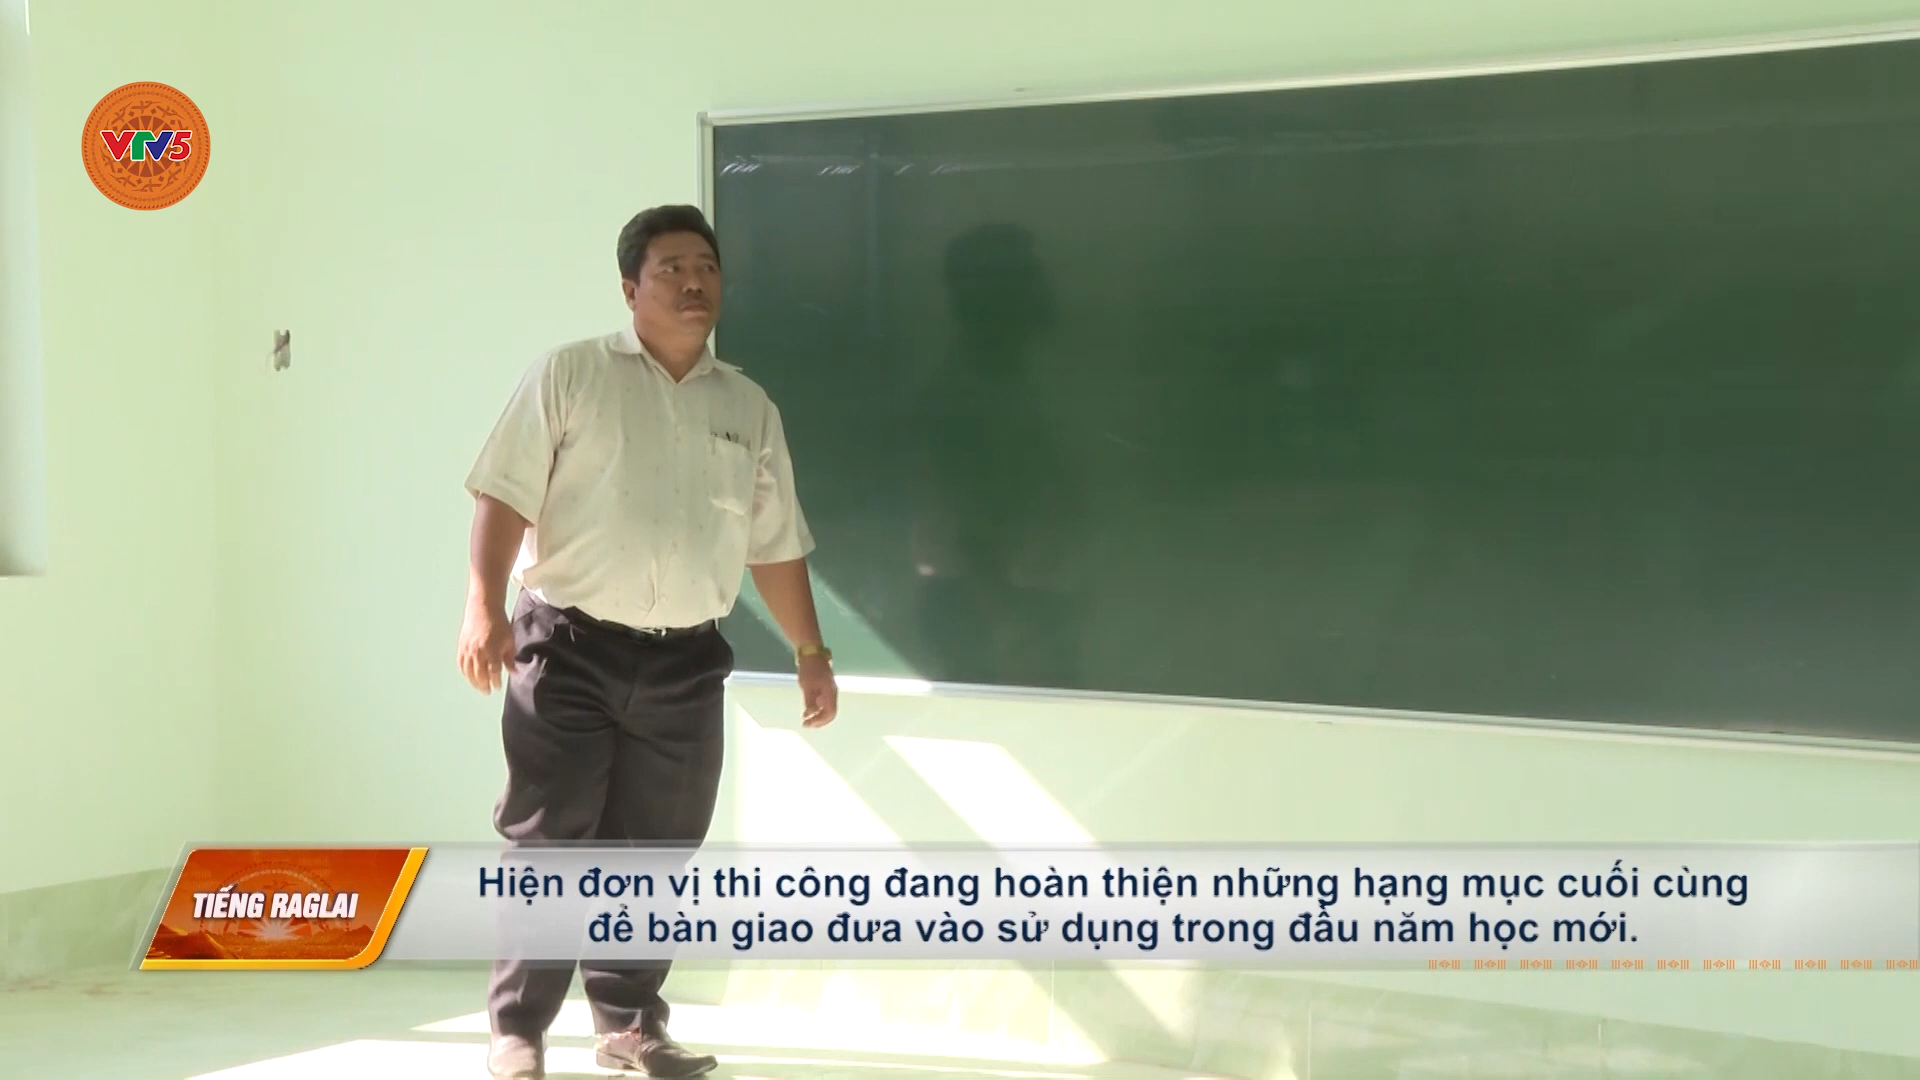 VTV5
TIẾNG RAGLAI
Hiện đơn vị thi công đang hoàn thiện những hạng mục cuối cùng
để bàn giao đưa vào sử dụng trong đầu năm học mới.